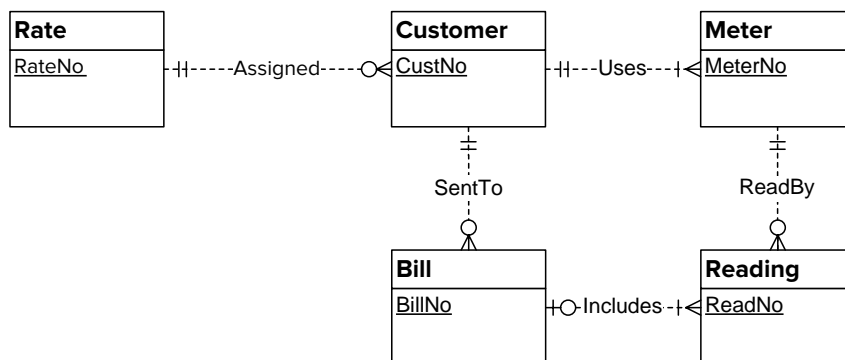 Rate
RateNo
Assigned
Customer
CustNo
Uses
Meter
MeterNo
SentTo
ReadBy
Bill
BillNo
Includes
Reading
ReadNo